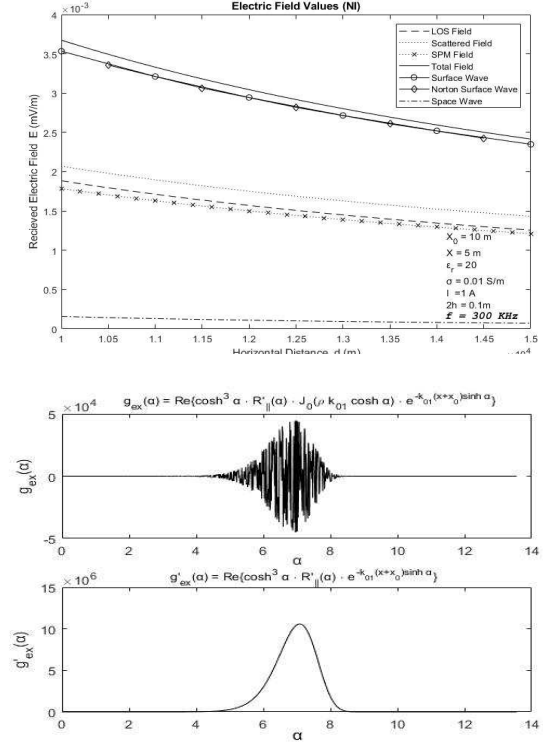 Electric Field Values (NI)
×10⁻³
4
3.5
3
2.5
2
1.5
1
0.5
0
Recieved Electric Field E (mV/m)
LOS Field
Scattered Field
SPM Field
Total Field
Surface Wave
Norton Surface Wave
Space Wave
X₀ = 10 m
X = 5 m
εᵣ = 20
σ = 0.01 S/m
I =1 A
2h = 0.1m
f = 300 KHz
1 1.05 1.1 1.15 1.2 1.25 1.3 1.35 1.4 1.45 1.5
Horizontal Distance, d (m)
×10⁴
g_ex(α) = Re{cosh³ α · R'_||(α) · J₀(ρ k₀₁ cosh α) · e^(-k₀₁(x+x₀)sinh α)}
×10⁴
5
0
-5
g_ex(α)
0 2 4 6 8 10 12 14
α
g'_ex(α) = Re{cosh³ α · R'_||(α) · e^(-k₀₁(x+x₀)sinh α)}
×10⁶
15
10
5
0
g'_ex(α)
0 2 4 6 8 10 12 14
α